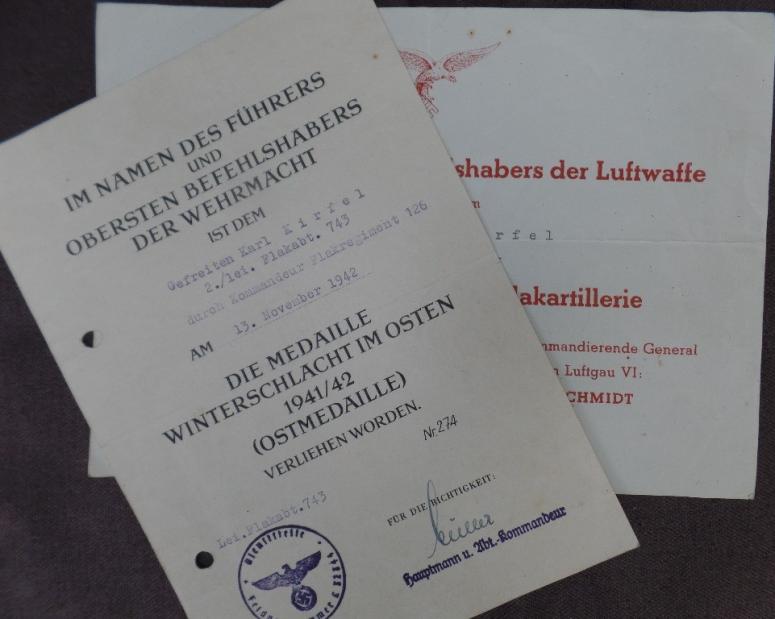 IM NAMEN DES FÜHRERS
UND
OBERSTEN BEFEHLSHABERS
DER WEHRMACHT
IST DEM
Gefreiten Karl Kirfel
2./lei. Flakabt. 743
durch Kommandeur Flakregiment 126
AM 13. November 1942
DIE MEDAILLE
WINTERSCHLACHT IM OSTEN
1941/42
(OSTMEDAILLE)
VERLIEHEN WORDEN.
Nr. 274
Lei.Flakabt.743
FÜR DIE RICHTIGKEIT:
Hauptmann u. Abt.-Kommandeur
Dienststelle
shabers der Luftwaffe
m
rfel
lakartillerie
mmandierende General
n Luftgau VI:
CHMIDT